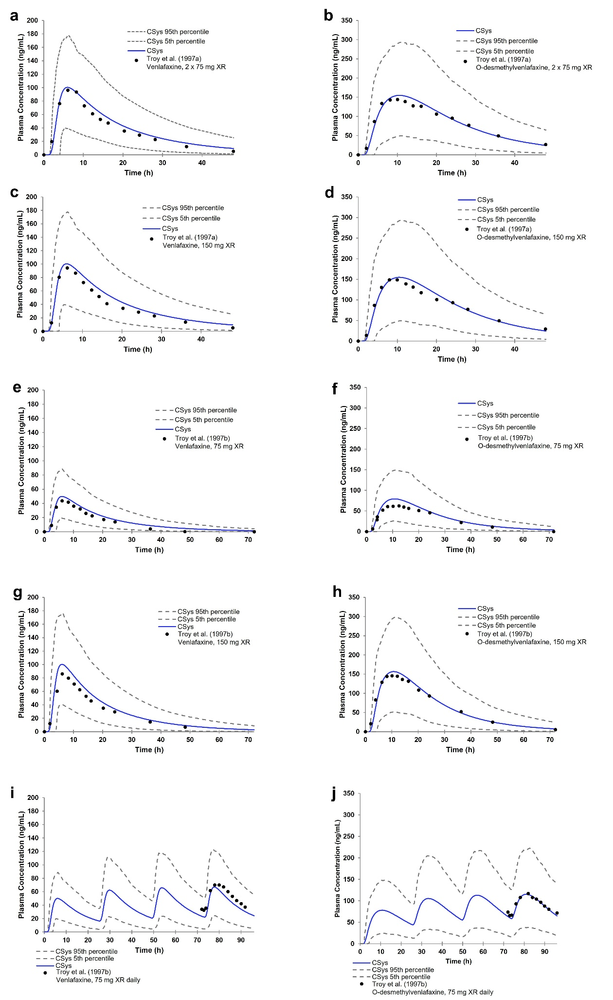 a
200
180
160
140
120
100
80
60
40
20
0
Plasma Concentration (ng/mL)
CSys 95th percentile
CSys 5th percentile
CSys
Troy et al. (1997a)
Venlafaxine, 2 x 75 mg XR
0 10 20 30 40
Time (h)
b
350
300
250
200
150
100
50
0
Plasma Concentration (ng/mL)
CSys
CSys 95th percentile
CSys 5th percentile
Troy et al. (1997a)
O-desmethylvenlafaxine, 2 x 75 mg XR
0 10 20 30 40
Time (h)
c
200
180
160
140
120
100
80
60
40
20
0
Plasma Concentration (ng/mL)
CSys 95th percentile
CSys 5th percentile
CSys
Troy et al. (1997a)
Venlafaxine, 150 mg XR
0 10 20 30 40
Time (h)
d
350
300
250
200
150
100
50
0
Plasma Concentration (ng/mL)
CSys
CSys 95th percentile
CSys 5th percentile
Troy et al. (1997a)
O-desmethylvenlafaxine, 150 mg XR
0 10 20 30 40
Time (h)
e
200
180
160
140
120
100
80
60
40
20
0
Plasma Concentration (ng/mL)
CSys 95th percentile
CSys 5th percentile
CSys
Troy et al. (1997b)
Venlafaxine, 75 mg XR
0 10 20 30 40 50 60 70
Time (h)
f
350
300
250
200
150
100
50
0
Plasma Concentration (ng/mL)
CSys
CSys 95th percentile
CSys 5th percentile
Troy et al. (1997b)
O-desmethylvenlafaxine, 75 mg XR
0 10 20 30 40 50 60 70
Time (h)
g
200
180
160
140
120
100
80
60
40
20
0
Plasma Concentration (ng/mL)
CSys 95th percentile
CSys 5th percentile
CSys
Troy et al. (1997b)
Venlafaxine, 150 mg XR
0 10 20 30 40 50 60 70
Time (h)
h
350
300
250
200
150
100
50
0
Plasma Concentration (ng/mL)
CSys
CSys 95th percentile
CSys 5th percentile
Troy et al. (1997b)
O-desmethylvenlafaxine, 150 mg XR
0 10 20 30 40 50 60 70
Time (h)
i
200
180
160
140
120
100
80
60
40
20
0
Plasma Concentration (ng/mL)
0 10 20 30 40 50 60 70 80 90
Time (h)
CSys 95th percentile
CSys 5th percentile
CSys
Troy et al. (1997b)
Venlafaxine, 75 mg XR daily
j
350
300
250
200
150
100
50
0
Plasma Concentration (ng/mL)
0 10 20 30 40 50 60 70 80 90
Time (h)
CSys
CSys 95th percentile
CSys 5th percentile
Troy et al. (1997b)
O-desmethylvenlafaxine, 75 mg XR daily